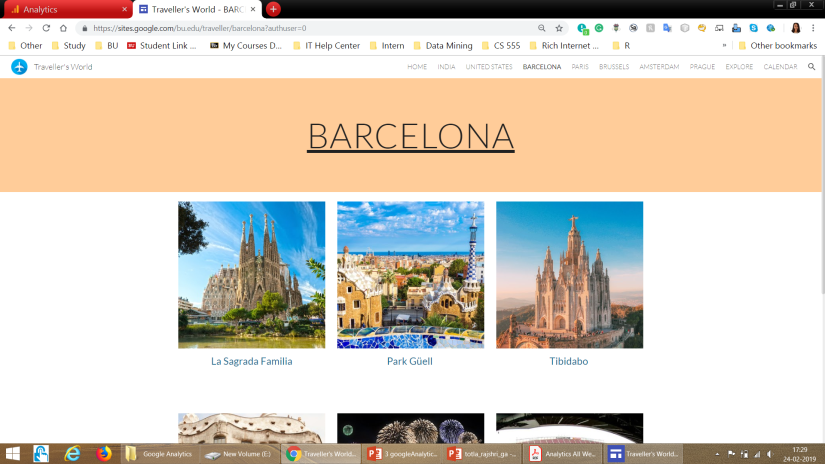 Analytics
Traveller's World - BARC
https://sites.google.com/bu.edu/traveller/barcelona?authuser=0
Other
Study
BU
Student Link ...
My Courses D...
IT Help Center
Intern
Data Mining
CS 555
Rich Internet ...
R
»
Other bookmarks
Traveller's World
HOME
INDIA
UNITED STATES
BARCELONA
PARIS
BRUSSELS
AMSTERDAM
PRAGUE
EXPLORE
CALENDAR
BARCELONA
La Sagrada Familia
Park Güell
Tibidabo
Google Analytics
New Volume (E:)
Traveller's World...
3 googleAnalytic...
totla_rajshri_ga -...
Analytics All We...
Traveller's World...
17:29
24-02-2019